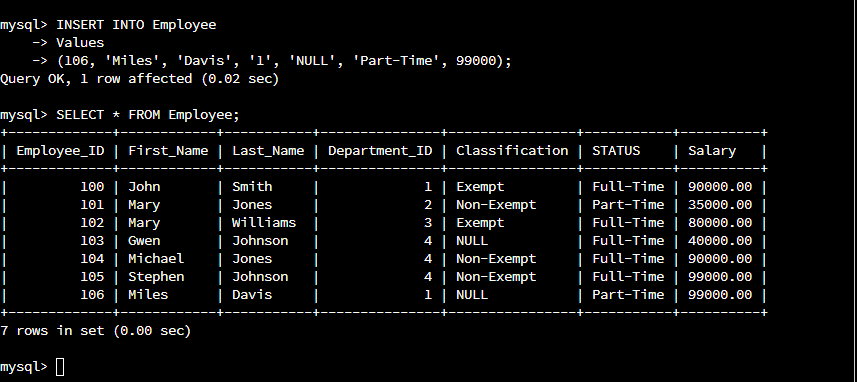 mysql> INSERT INTO Employee
    -> Values
    -> (106, 'Miles', 'Davis', '1', 'NULL', 'Part-Time', 99000);
Query OK, 1 row affected (0.02 sec)

mysql> SELECT * FROM Employee;
+-------------+------------+-----------+---------------+----------------+-----------+----------+
| Employee_ID | First_Name | Last_Name | Department_ID | Classification | STATUS    | Salary   |
+-------------+------------+-----------+---------------+----------------+-----------+----------+
|         100 | John       | Smith     |             1 | Exempt         | Full-Time | 90000.00 |
|         101 | Mary       | Jones     |             2 | Non-Exempt     | Part-Time | 35000.00 |
|         102 | Mary       | Williams  |             3 | Exempt         | Full-Time | 80000.00 |
|         103 | Gwen       | Johnson   |             4 | NULL           | Full-Time | 40000.00 |
|         104 | Michael    | Jones     |             4 | Non-Exempt     | Full-Time | 90000.00 |
|         105 | Stephen    | Johnson   |             4 | Non-Exempt     | Full-Time | 99000.00 |
|         106 | Miles      | Davis     |             1 | NULL           | Part-Time | 99000.00 |
+-------------+------------+-----------+---------------+----------------+-----------+----------+
7 rows in set (0.00 sec)

mysql>